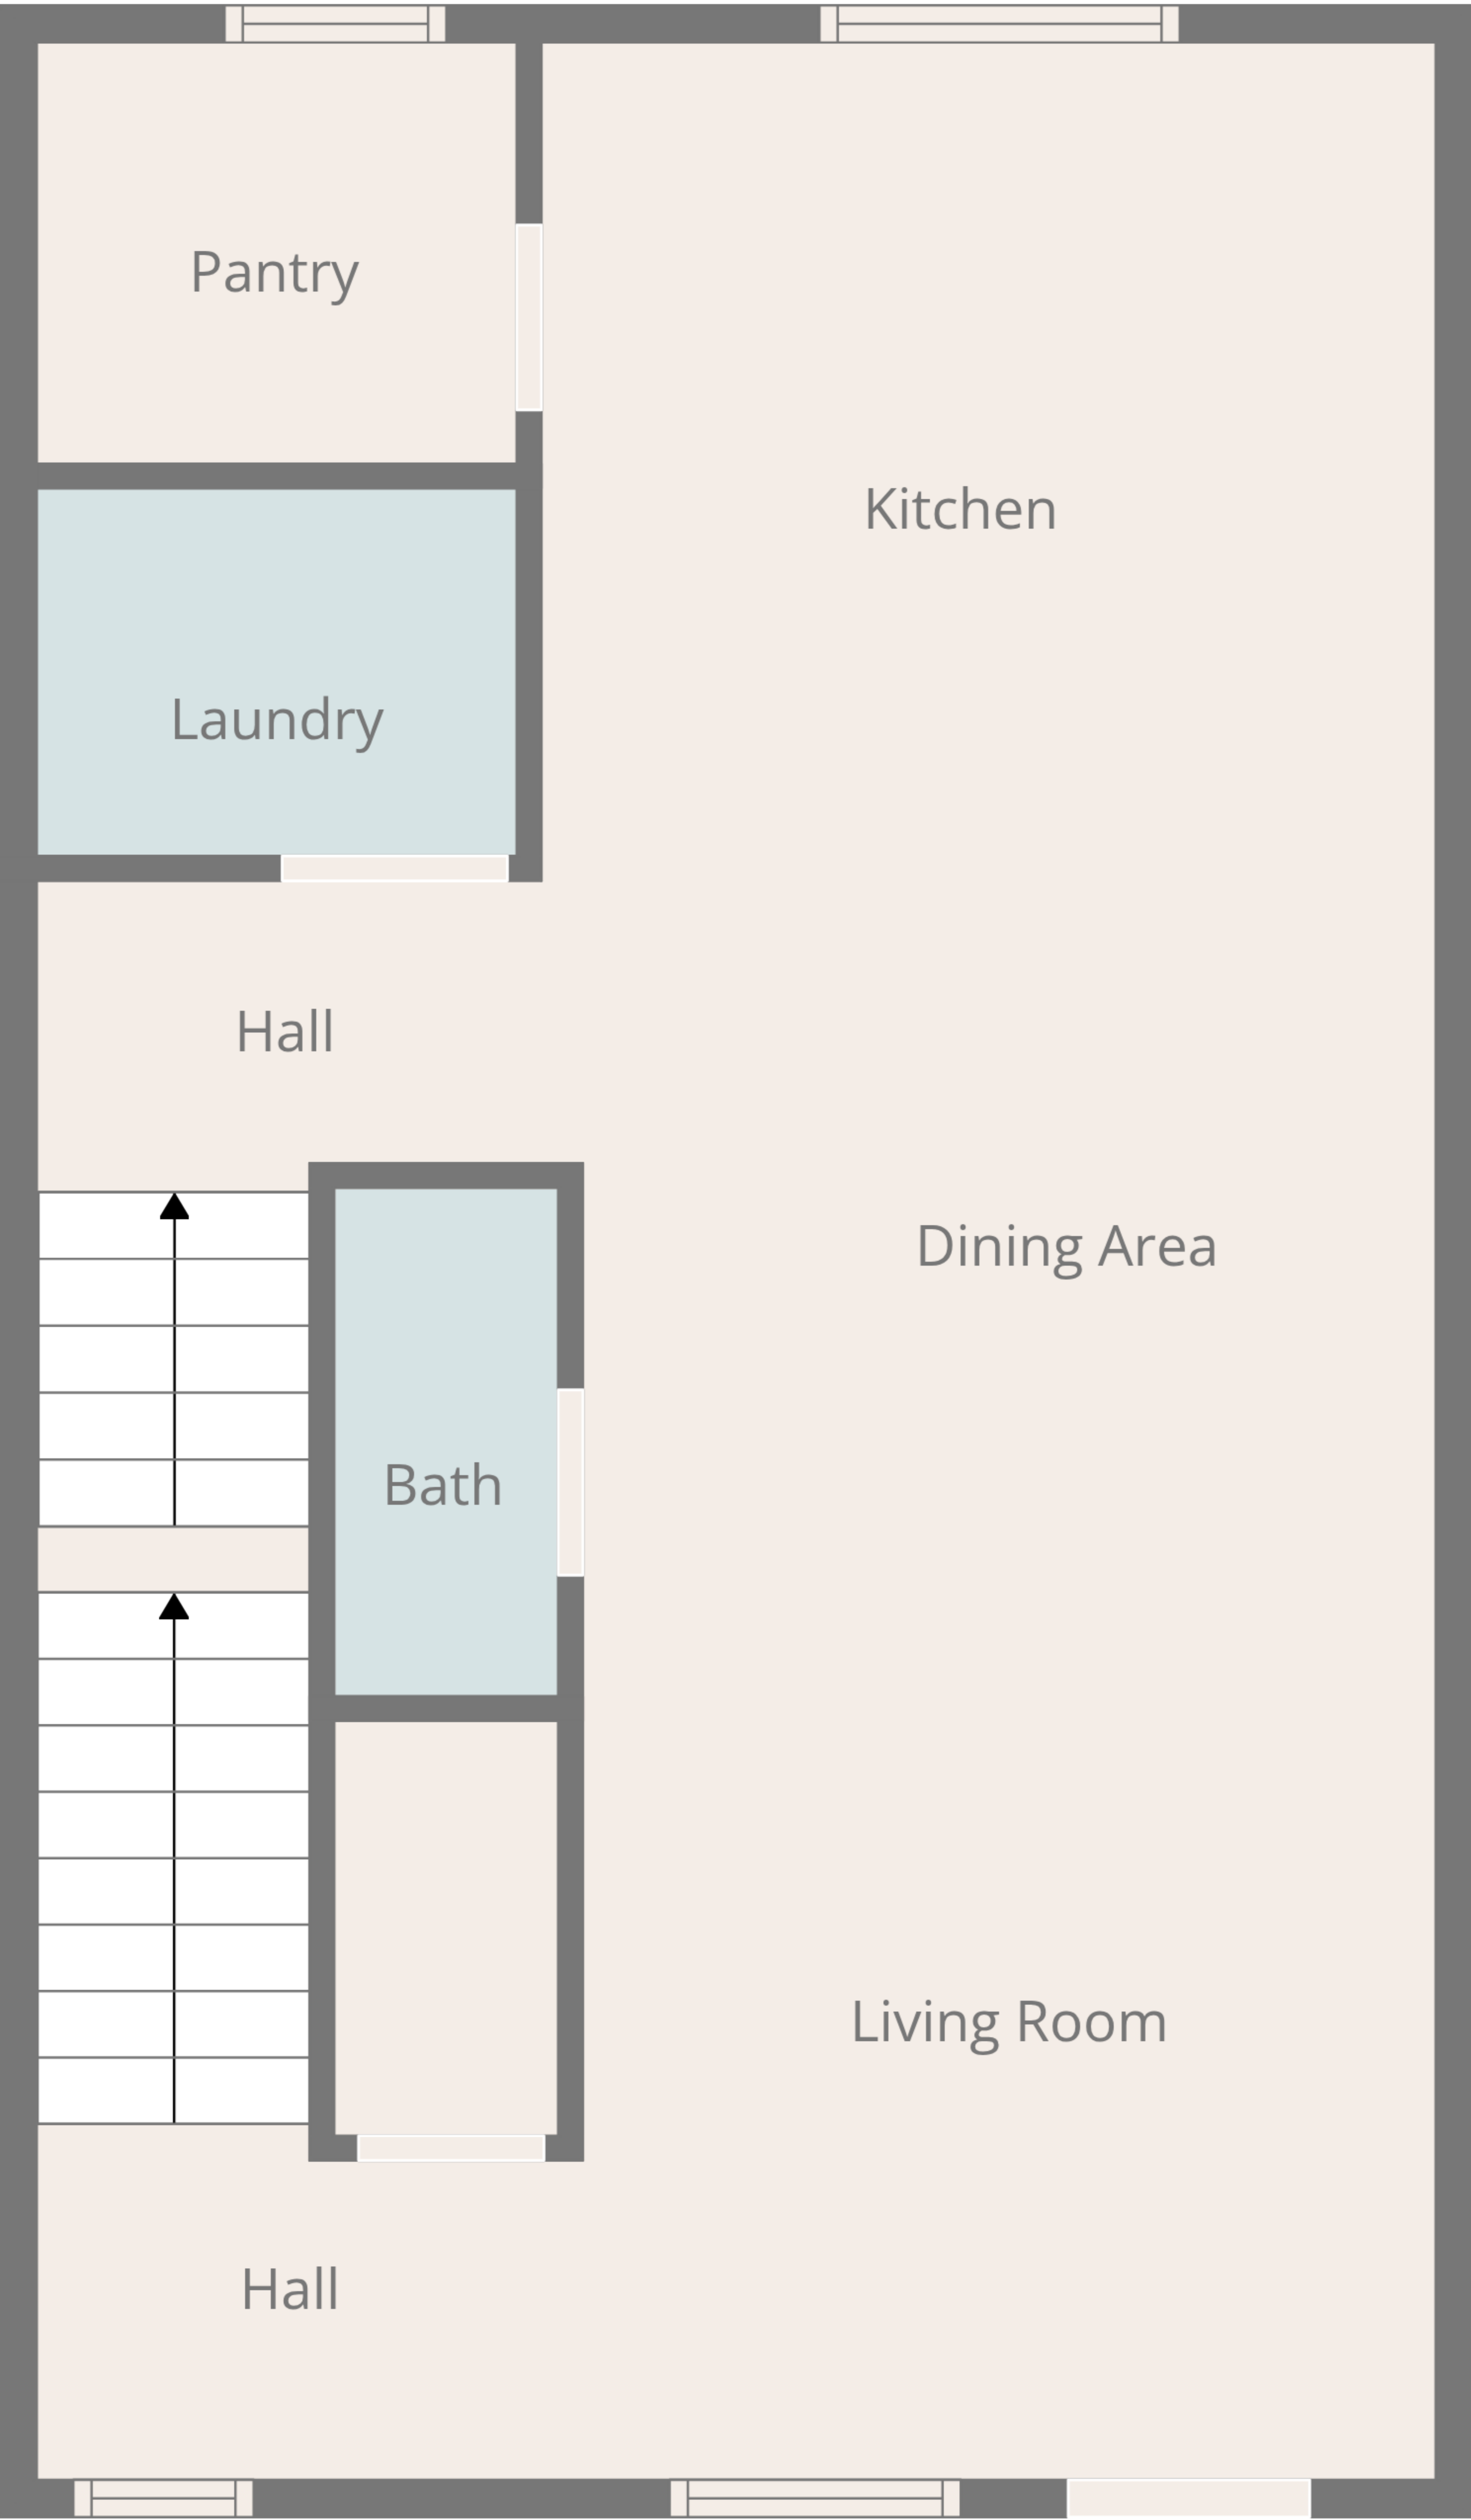 Pantry
Kitchen
Laundry
Hall
Dining Area
Bath
Living Room
Hall